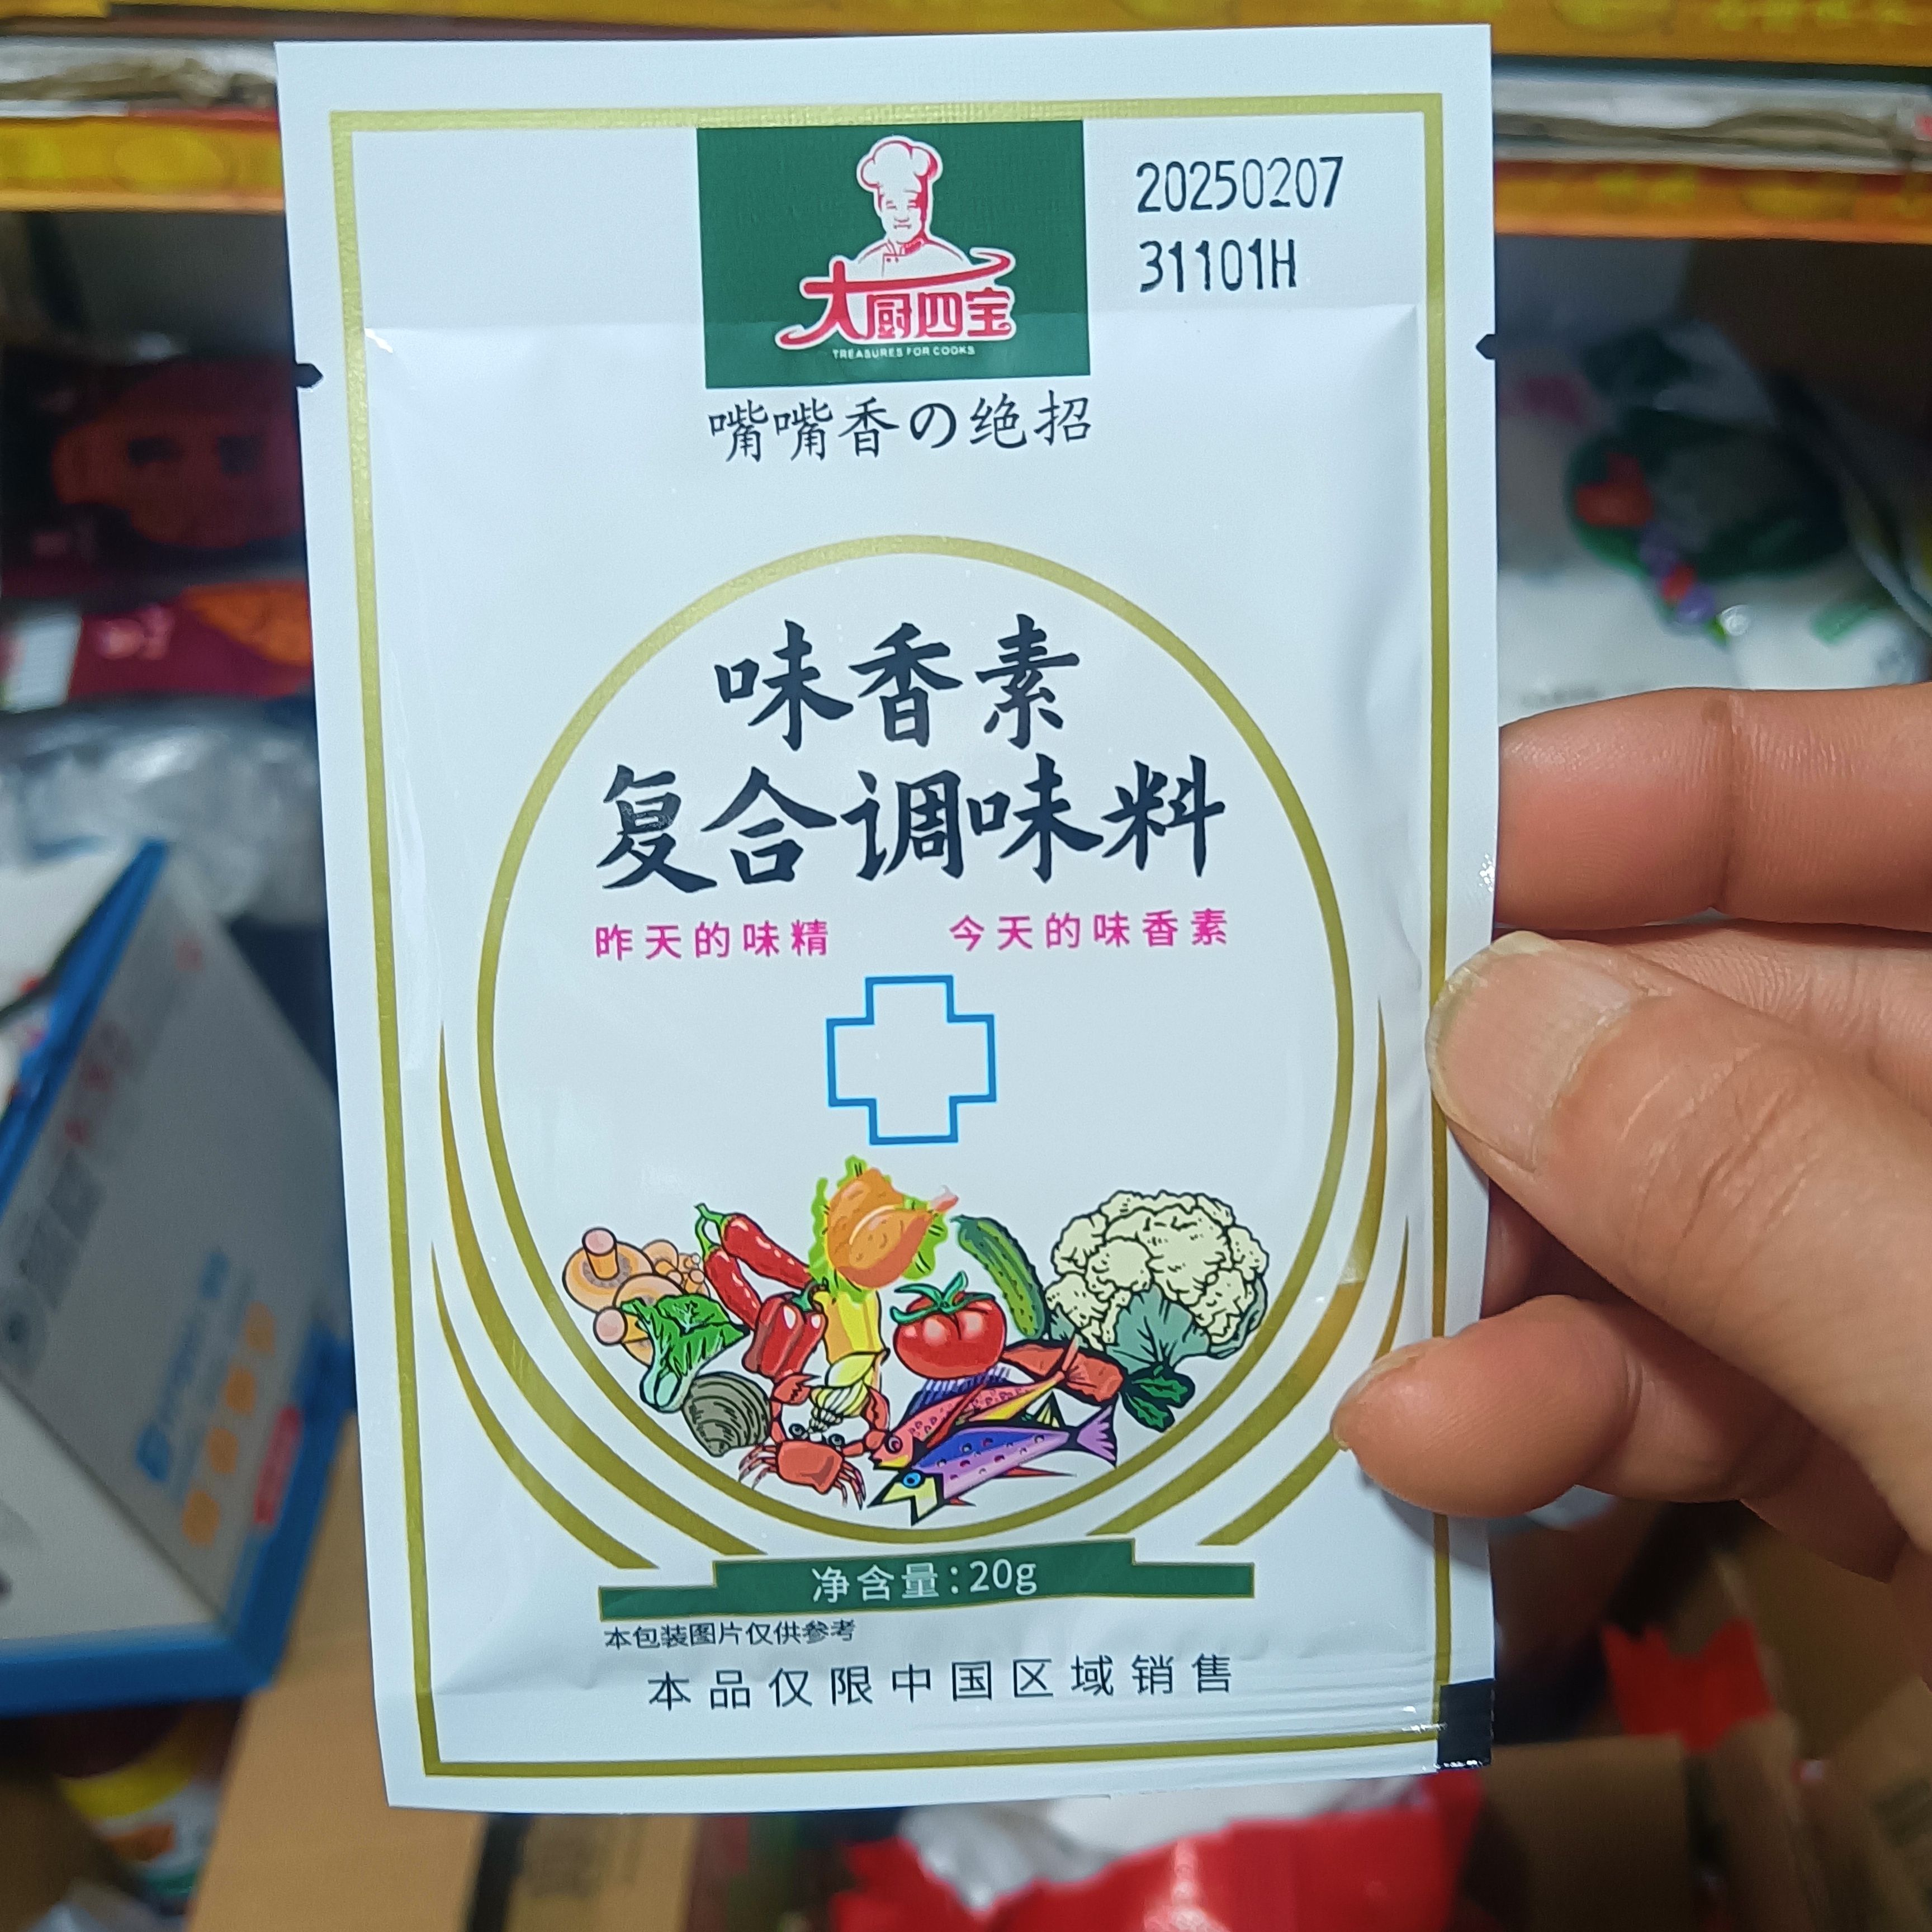 20250207
31101H
大厨四宝
TREASURES FOR COOKS
嘴嘴香の绝招
味香素
复合调味料
昨天的味精 今天的味香素
净含量:20g
本包装图片仅供参考
本品仅限中国区域销售